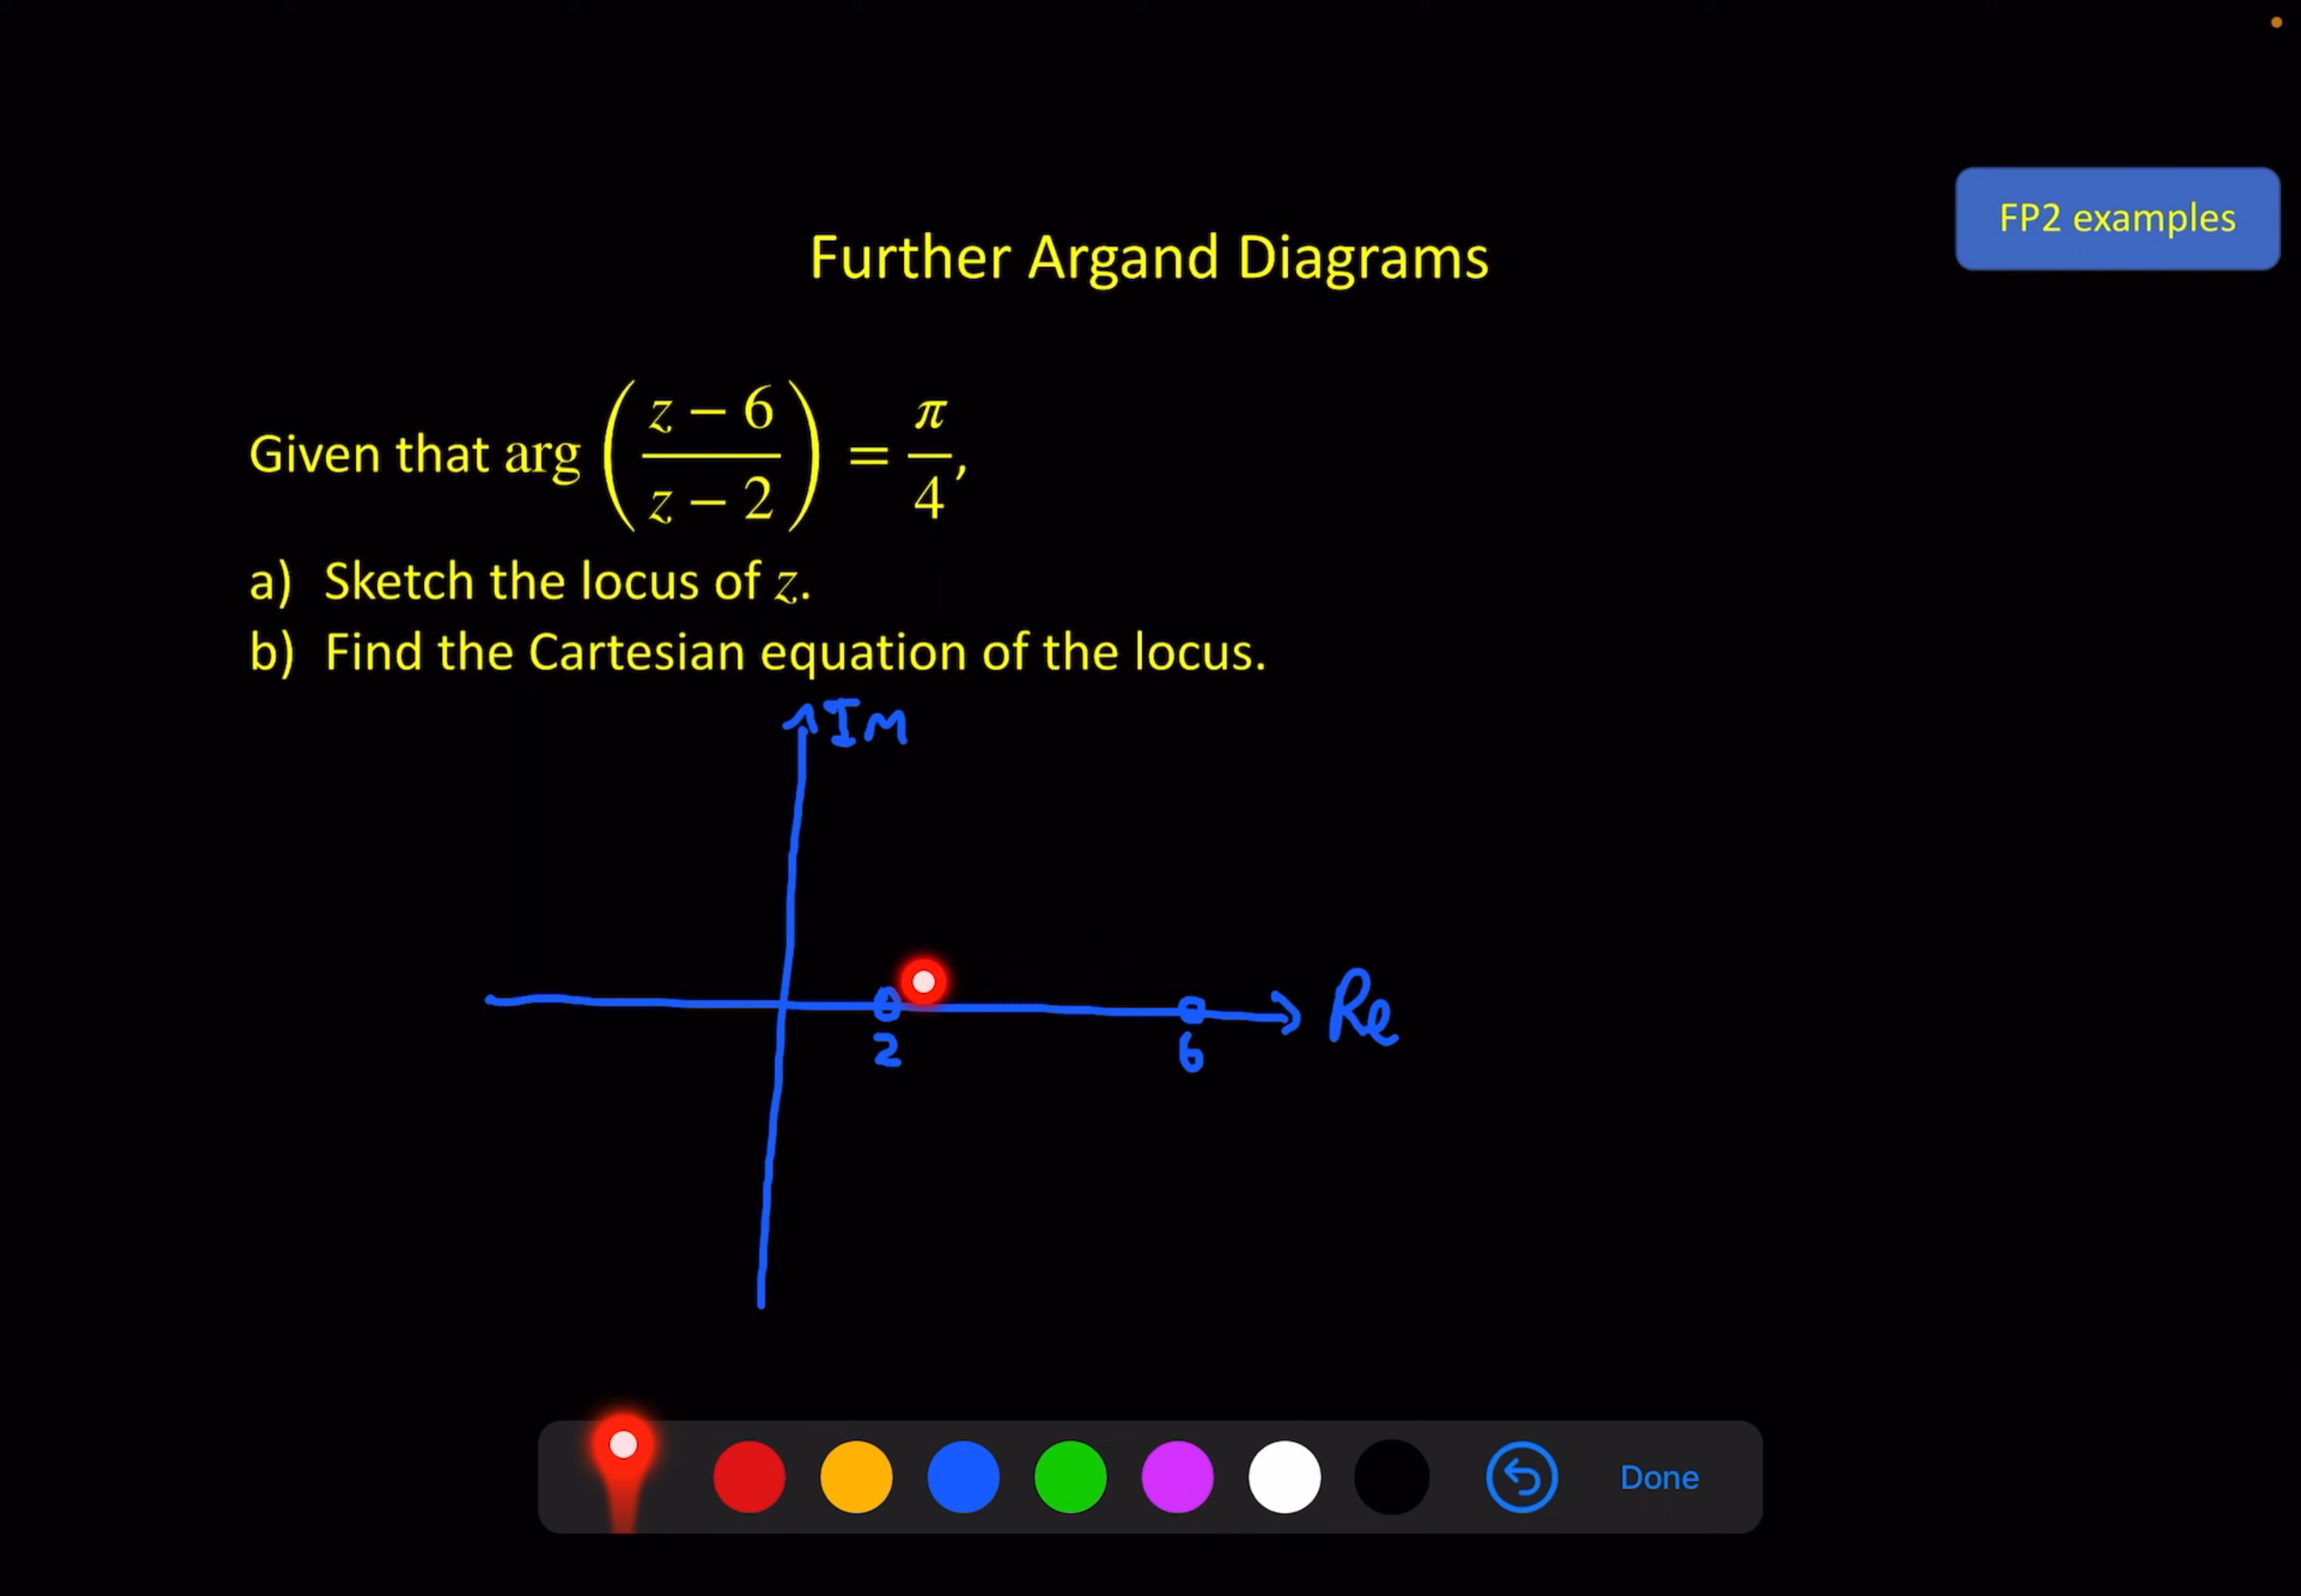 FP2 examples
Further Argand Diagrams
Given that arg ((z − 6)/(z − 2)) = π/4,
a) Sketch the locus of z.
b) Find the Cartesian equation of the locus.
Im
Re
2 6
Done